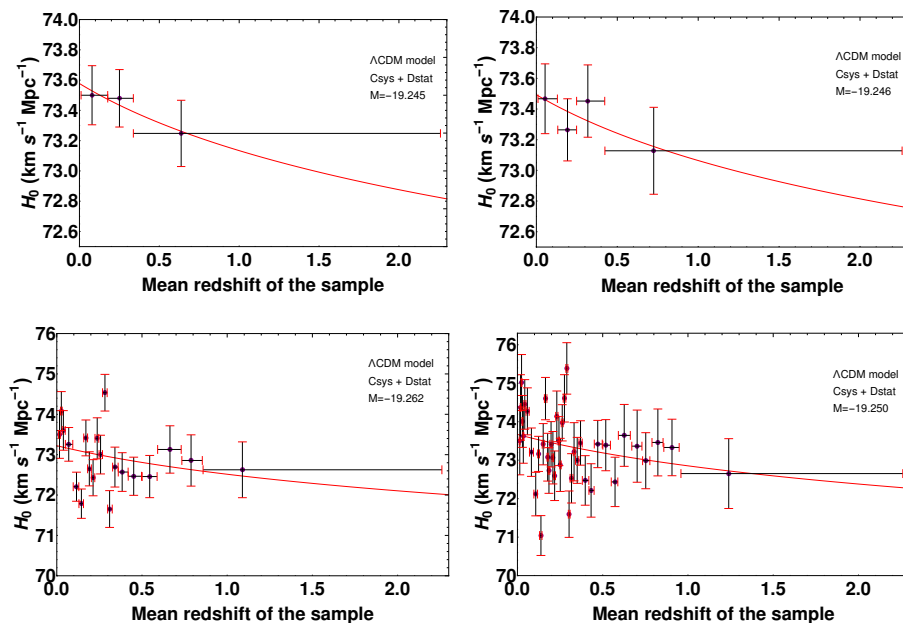 74.0
73.8
73.6
73.4
73.2
73.0
72.8
72.6
0.0 0.5 1.0 1.5 2.0
H0 (km s−1 Mpc−1)
Mean redshift of the sample
ΛCDM model
Csys + Dstat
M=−19.245
74.0
73.8
73.6
73.4
73.2
73.0
72.8
72.6
0.0 0.5 1.0 1.5 2.0
H0 (km s−1 Mpc−1)
Mean redshift of the sample
ΛCDM model
Csys + Dstat
M=−19.246
76
75
74
73
72
71
70
0.0 0.5 1.0 1.5 2.0
H0 (km s−1 Mpc−1)
Mean redshift of the sample
ΛCDM model
Csys + Dstat
M=−19.262
76
75
74
73
72
71
70
0.0 0.5 1.0 1.5 2.0
H0 (km s−1 Mpc−1)
Mean redshift of the sample
ΛCDM model
Csys + Dstat
M=−19.250